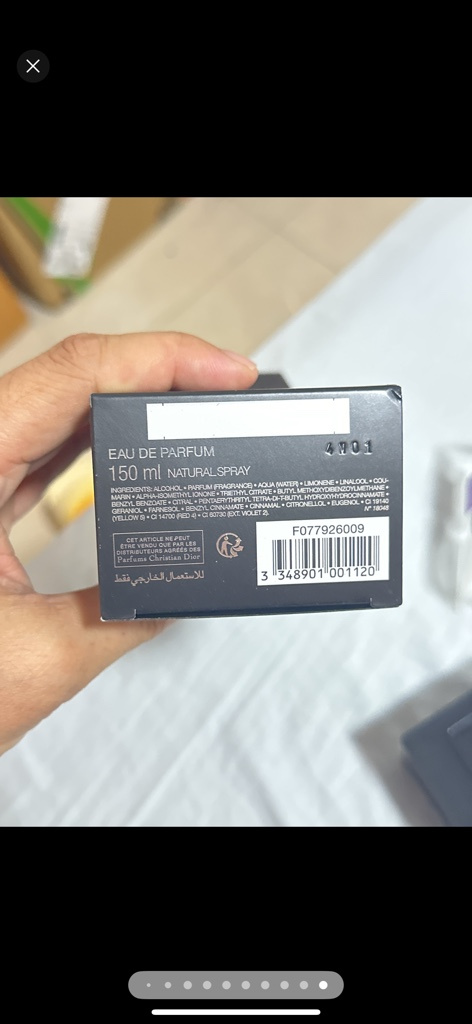 EAU DE PARFUM
4W01
150 ml NATURAL SPRAY
INGREDIENTS: ALCOHOL • PARFUM (FRAGRANCE) • AQUA (WATER) • LIMONENE • LINALOOL • COU-
MARIN • ALPHA-ISOMETHYL IONONE • TRIETHYL CITRATE • BUTYL METHOXYDIBENZOYLMETHANE •
BENZYL BENZOATE • CITRAL • PENTAERYTHRITYL TETRA-DI-T-BUTYL HYDROXYHYDROCINNAMATE •
GERANIOL • FARNESOL • BENZYL CINNAMATE • CINNAMAL • CITRONELLOL • EUGENOL • CI 19140
(YELLOW 5) • CI 14700 (RED 4) • CI 60730 (EXT. VIOLET 2).
N° 18048
CET ARTICLE NE PEUT
ÊTRE VENDU QUE PAR LES
DISTRIBUTEURS AGRÉÉS DES
Parfums Christian Dior
للاستعمال الخارجي فقط
F077926009
3 348901 001120